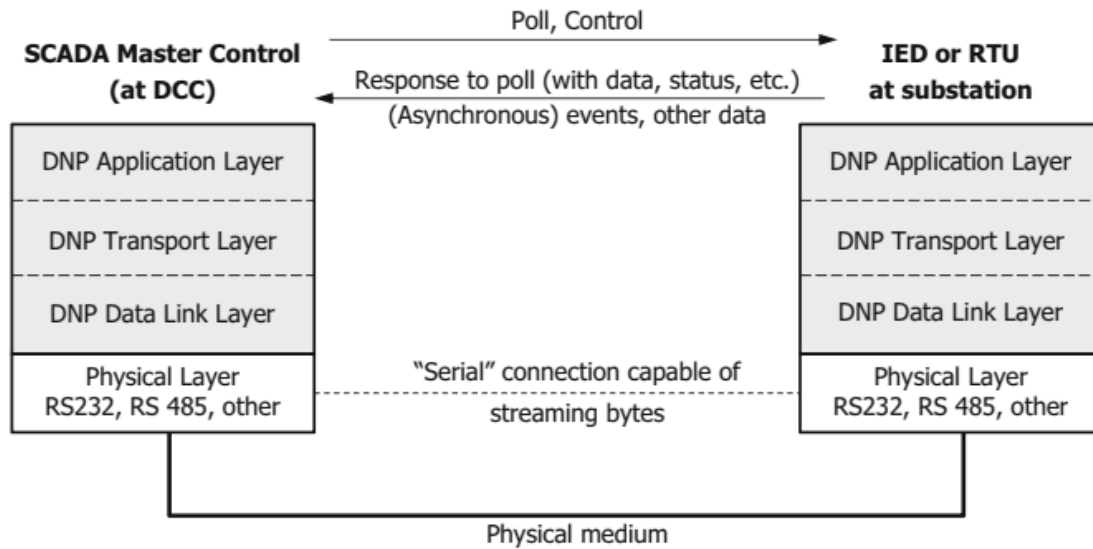 Poll, Control
SCADA Master Control
(at DCC)
Response to poll (with data, status, etc.)
(Asynchronous) events, other data
IED or RTU
at substation
DNP Application Layer
DNP Transport Layer
DNP Data Link Layer
Physical Layer
RS232, RS 485, other
"Serial" connection capable of
streaming bytes
DNP Application Layer
DNP Transport Layer
DNP Data Link Layer
Physical Layer
RS232, RS 485, other
Physical medium